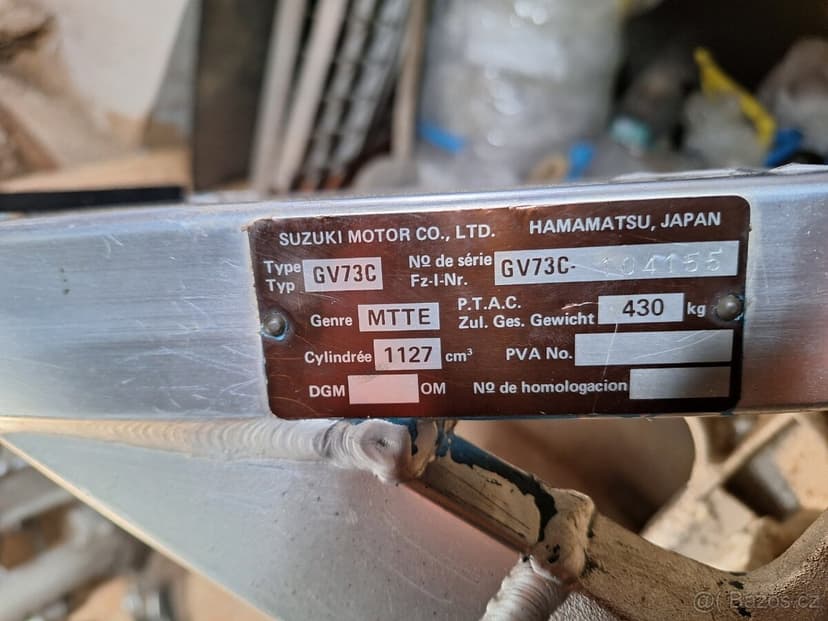 SUZUKI MOTOR CO., LTD. HAMAMATSU, JAPAN
Type
Typ GV73C
Nº de série
Fz-I-Nr. GV73C- 104155
Genre MTTE
P.T.A.C.
Zul. Ges. Gewicht 430 kg
Cylindrée 1127 cm³ PVA No.
DGM OM Nº de homologacion
@( Bazos.cz